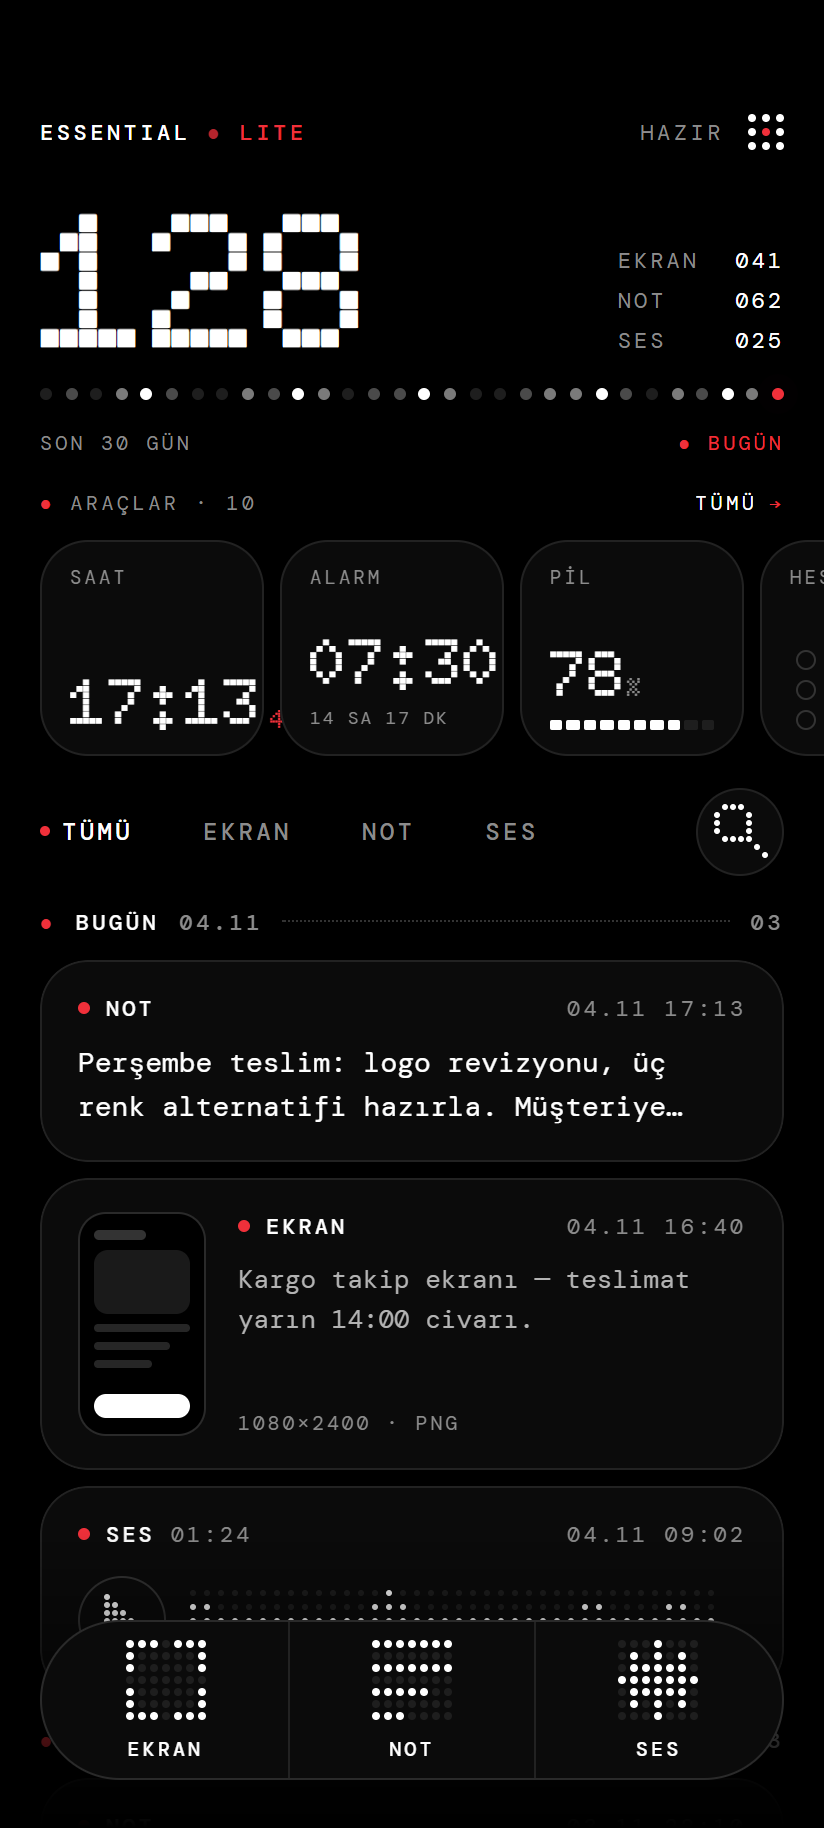 ESSENTIAL • LITE
HAZIR
128
EKRAN 041
NOT 062
SES 025
SON 30 GÜN
• BUGÜN
• ARAÇLAR · 10
TÜMÜ →
SAAT
17:13
ALARM
07:30
14 SA 17 DK
PİL
78%
• TÜMÜ
EKRAN
NOT
SES
• BUGÜN 04.11
03
• NOT
04.11 17:13
Perşembe teslim: logo revizyonu, üç
renk alternatifi hazırla. Müşteriye…
• EKRAN
04.11 16:40
Kargo takip ekranı — teslimat
yarın 14:00 civarı.
1080×2400 · PNG
• SES 01:24
04.11 09:02
EKRAN
NOT
SES